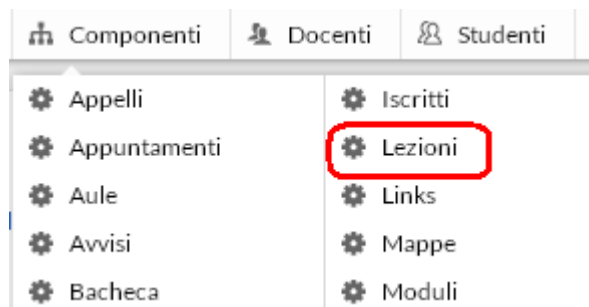 Componenti Docenti Studenti
Appelli Iscritti
Appuntamenti Lezioni
Aule Links
Avvisi Mappe
Bacheca Moduli